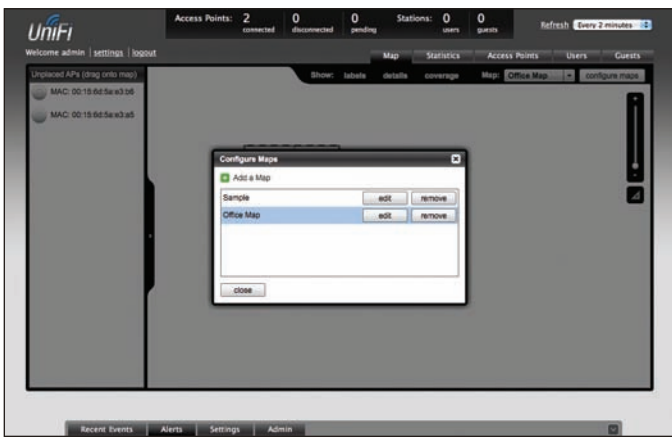 UniFi
Access Points: 2 connected 0 disconnected 0 pending Stations: 0 users 0 guests Refresh Every 2 minutes
Welcome admin | settings | logout
Map Statistics Access Points Users Guests
Unplaced APs (drag onto map)
Show: labels details coverage Map: Office Map configure maps
MAC: 00:15:6d:5a:e3:b6
MAC: 00:15:6d:5a:e3:a5
Configure Maps
Add a Map
Sample edit remove
Office Map edit remove
close
Recent Events Alerts Settings Admin